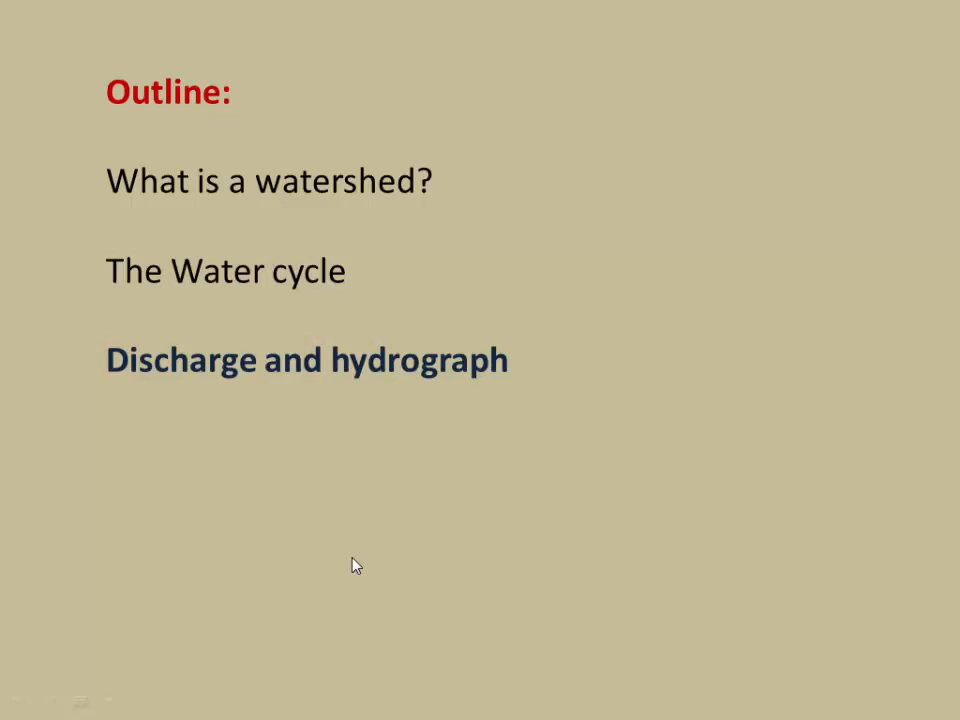 Outline:
What is a watershed?
The Water cycle
Discharge and hydrograph